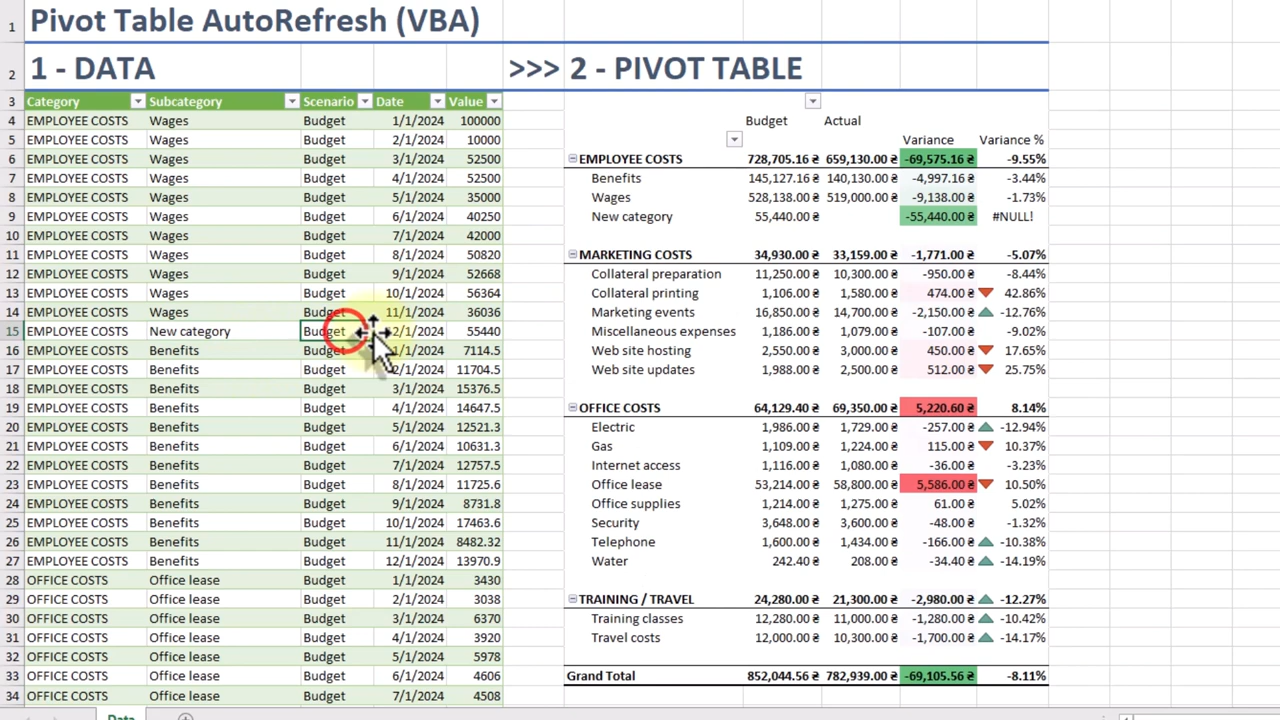 Pivot Table AutoRefresh (VBA)
1 - DATA >>> 2 - PIVOT TABLE
Category Subcategory Scenario Date Value
EMPLOYEE COSTS Wages Budget 1/1/2024 100000 Budget Actual
EMPLOYEE COSTS Wages Budget 2/1/2024 10000 Variance Variance %
EMPLOYEE COSTS Wages Budget 3/1/2024 52500 EMPLOYEE COSTS 728,705.16 ₴ 659,130.00 ₴ -69,575.16 ₴ -9.55%
EMPLOYEE COSTS Wages Budget 4/1/2024 52500 Benefits 145,127.16 ₴ 140,130.00 ₴ -4,997.16 ₴ -3.44%
EMPLOYEE COSTS Wages Budget 5/1/2024 35000 Wages 528,138.00 ₴ 519,000.00 ₴ -9,138.00 ₴ -1.73%
EMPLOYEE COSTS Wages Budget 6/1/2024 40250 New category 55,440.00 ₴ -55,440.00 ₴ #NULL!
EMPLOYEE COSTS Wages Budget 7/1/2024 42000
EMPLOYEE COSTS Wages Budget 8/1/2024 50820 MARKETING COSTS 34,930.00 ₴ 33,159.00 ₴ -1,771.00 ₴ -5.07%
EMPLOYEE COSTS Wages Budget 9/1/2024 52668 Collateral preparation 11,250.00 ₴ 10,300.00 ₴ -950.00 ₴ -8.44%
EMPLOYEE COSTS Wages Budget 10/1/2024 56364 Collateral printing 1,106.00 ₴ 1,580.00 ₴ 474.00 ₴ 42.86%
EMPLOYEE COSTS Wages Budget 11/1/2024 36036 Marketing events 16,850.00 ₴ 14,700.00 ₴ -2,150.00 ₴ -12.76%
EMPLOYEE COSTS New category Budget 2/1/2024 55440 Miscellaneous expenses 1,186.00 ₴ 1,079.00 ₴ -107.00 ₴ -9.02%
EMPLOYEE COSTS Benefits Budget 1/1/2024 7114.5 Web site hosting 2,550.00 ₴ 3,000.00 ₴ 450.00 ₴ 17.65%
EMPLOYEE COSTS Benefits Budget 2/1/2024 11704.5 Web site updates 1,988.00 ₴ 2,500.00 ₴ 512.00 ₴ 25.75%
EMPLOYEE COSTS Benefits Budget 3/1/2024 15376.5
EMPLOYEE COSTS Benefits Budget 4/1/2024 14647.5 OFFICE COSTS 64,129.40 ₴ 69,350.00 ₴ 5,220.60 ₴ 8.14%
EMPLOYEE COSTS Benefits Budget 5/1/2024 12521.3 Electric 1,986.00 ₴ 1,729.00 ₴ -257.00 ₴ -12.94%
EMPLOYEE COSTS Benefits Budget 6/1/2024 10631.3 Gas 1,109.00 ₴ 1,224.00 ₴ 115.00 ₴ 10.37%
EMPLOYEE COSTS Benefits Budget 7/1/2024 12757.5 Internet access 1,116.00 ₴ 1,080.00 ₴ -36.00 ₴ -3.23%
EMPLOYEE COSTS Benefits Budget 8/1/2024 11725.6 Office lease 53,214.00 ₴ 58,800.00 ₴ 5,586.00 ₴ 10.50%
EMPLOYEE COSTS Benefits Budget 9/1/2024 8731.8 Office supplies 1,214.00 ₴ 1,275.00 ₴ 61.00 ₴ 5.02%
EMPLOYEE COSTS Benefits Budget 10/1/2024 17463.6 Security 3,648.00 ₴ 3,600.00 ₴ -48.00 ₴ -1.32%
EMPLOYEE COSTS Benefits Budget 11/1/2024 8482.32 Telephone 1,600.00 ₴ 1,434.00 ₴ -166.00 ₴ -10.38%
EMPLOYEE COSTS Benefits Budget 12/1/2024 13970.9 Water 242.40 ₴ 208.00 ₴ -34.40 ₴ -14.19%
OFFICE COSTS Office lease Budget 1/1/2024 3430
OFFICE COSTS Office lease Budget 2/1/2024 3038 TRAINING / TRAVEL 24,280.00 ₴ 21,300.00 ₴ -2,980.00 ₴ -12.27%
OFFICE COSTS Office lease Budget 3/1/2024 6370 Training classes 12,280.00 ₴ 11,000.00 ₴ -1,280.00 ₴ -10.42%
OFFICE COSTS Office lease Budget 4/1/2024 3920 Travel costs 12,000.00 ₴ 10,300.00 ₴ -1,700.00 ₴ -14.17%
OFFICE COSTS Office lease Budget 5/1/2024 5978
OFFICE COSTS Office lease Budget 6/1/2024 4606 Grand Total 852,044.56 ₴ 782,939.00 ₴ -69,105.56 ₴ -8.11%
OFFICE COSTS Office lease Budget 7/1/2024 4508
Data